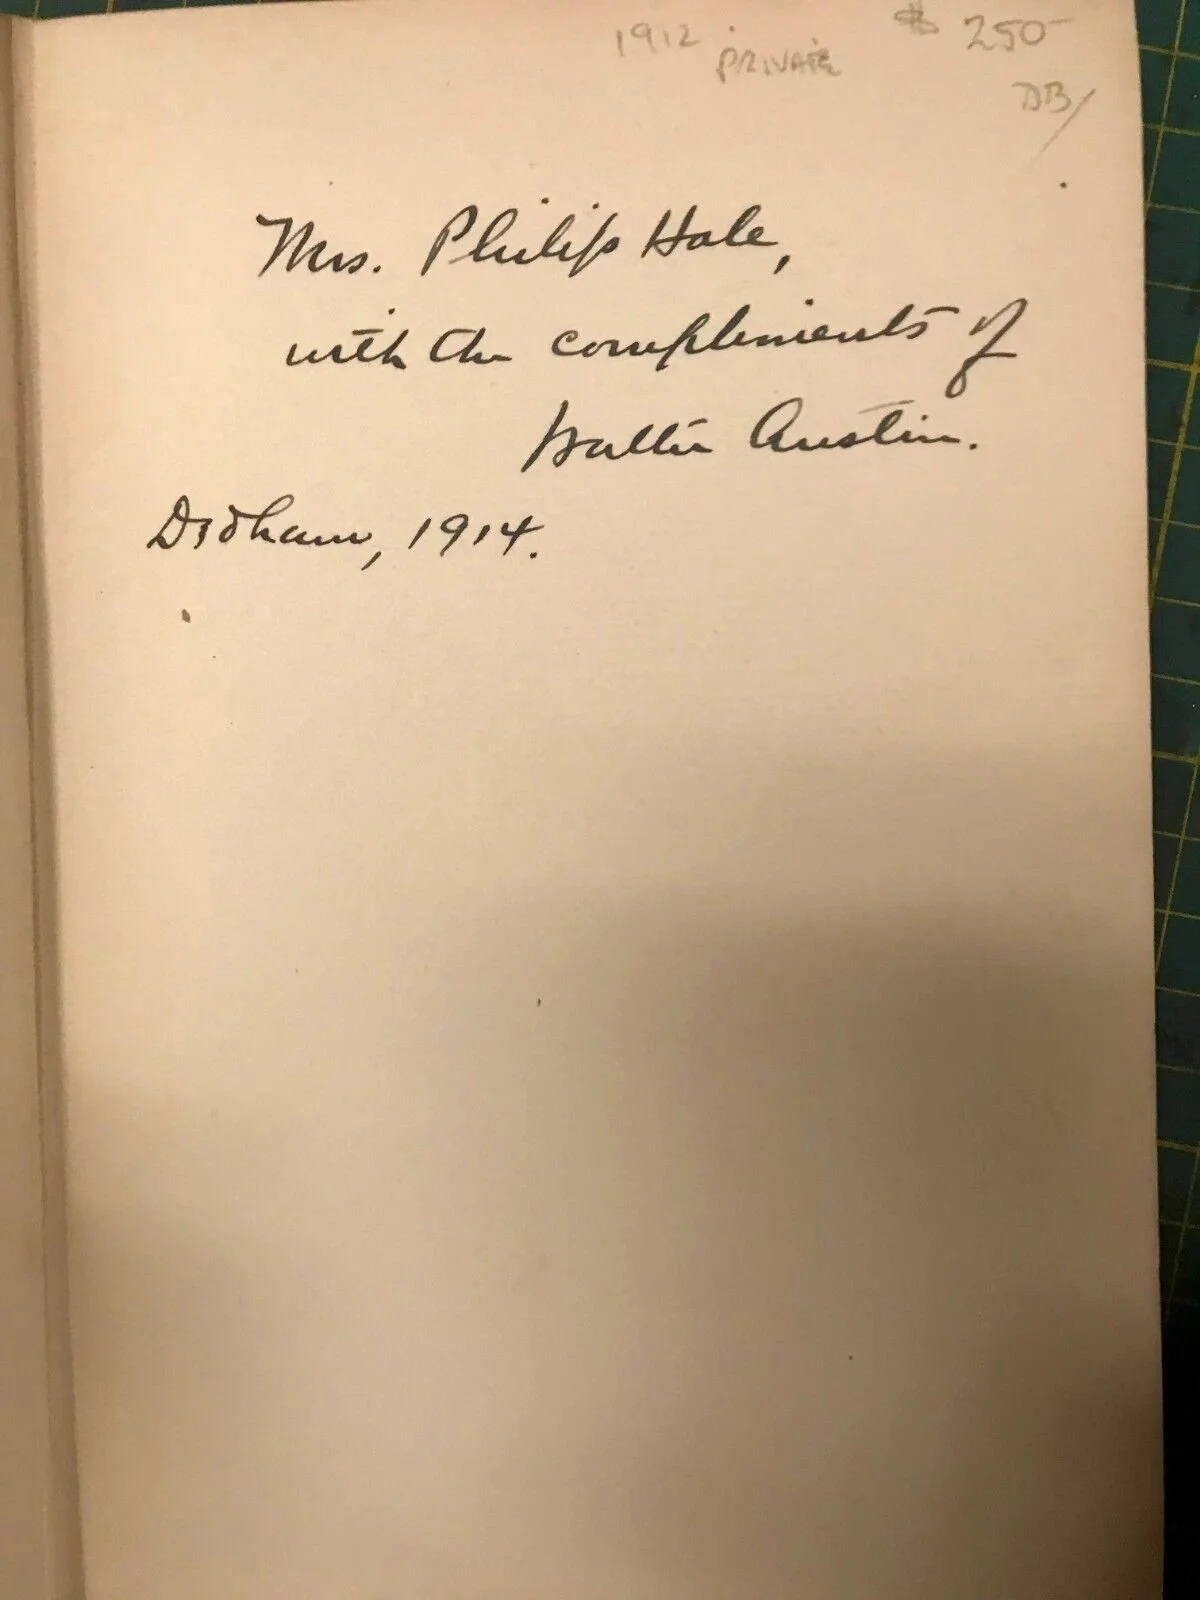 1912 PRIVATE $ 250-
DB/
Mrs. Philip Hale,
with the compliments of
Walter Austin.
Dedham, 1914.